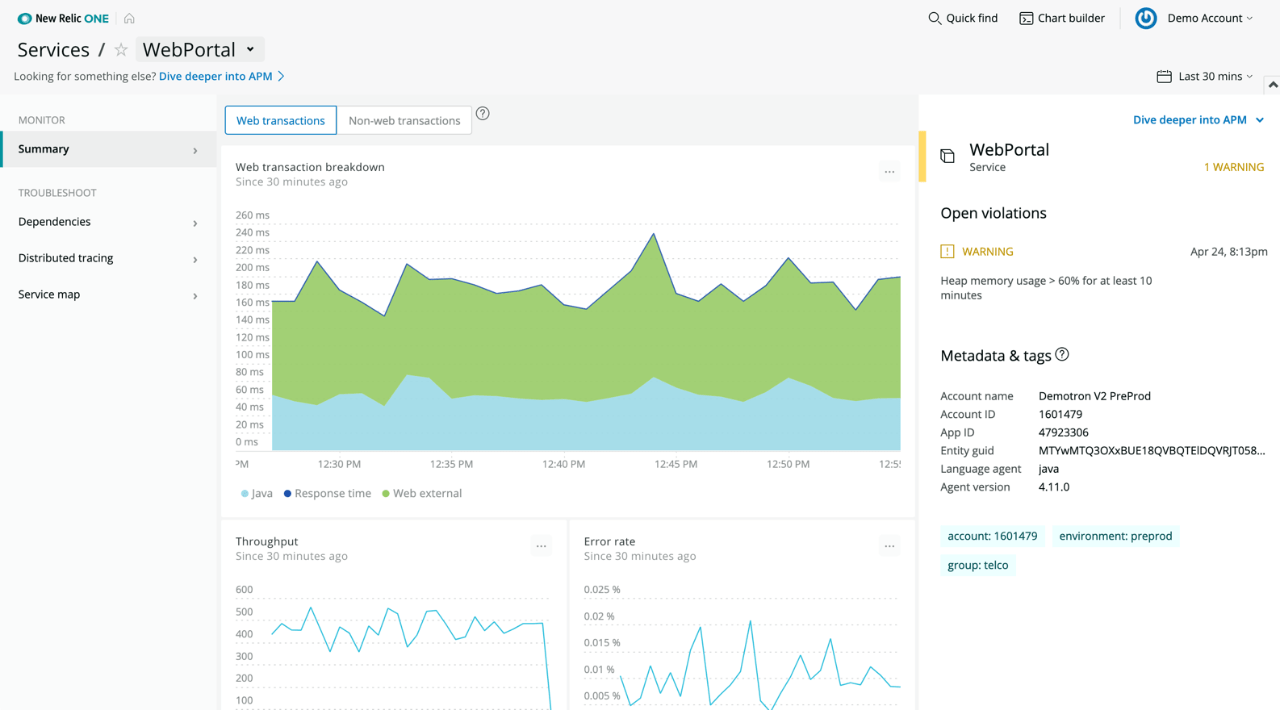 New Relic ONE
Quick find
Chart builder
Demo Account
Services / WebPortal
Looking for something else? Dive deeper into APM
Last 30 mins
MONITOR
Summary
TROUBLESHOOT
Dependencies
Distributed tracing
Service map
Web transactions
Non-web transactions
?
Web transaction breakdown
...
Since 30 minutes ago
260 ms
240 ms
220 ms
200 ms
180 ms
160 ms
140 ms
120 ms
100 ms
80 ms
60 ms
40 ms
20 ms
0 ms
PM 12:30 PM 12:35 PM 12:40 PM 12:45 PM 12:50 PM 12:55
Java Response time Web external
Throughput
...
Since 30 minutes ago
600
500
400
300
200
100
Error rate
...
Since 30 minutes ago
0.025 %
0.02 %
0.015 %
0.01 %
0.005 %
Dive deeper into APM
WebPortal
Service
1 WARNING
Open violations
! WARNING
Apr 24, 8:13pm
Heap memory usage > 60% for at least 10
minutes
Metadata & tags ?
Account name Demotron V2 PreProd
Account ID 1601479
App ID 47923306
Entity guid MTYwMTQ3OXxBUE18QVBQTElDQVRJT058...
Language agent java
Agent version 4.11.0
account: 1601479 environment: preprod
group: telco